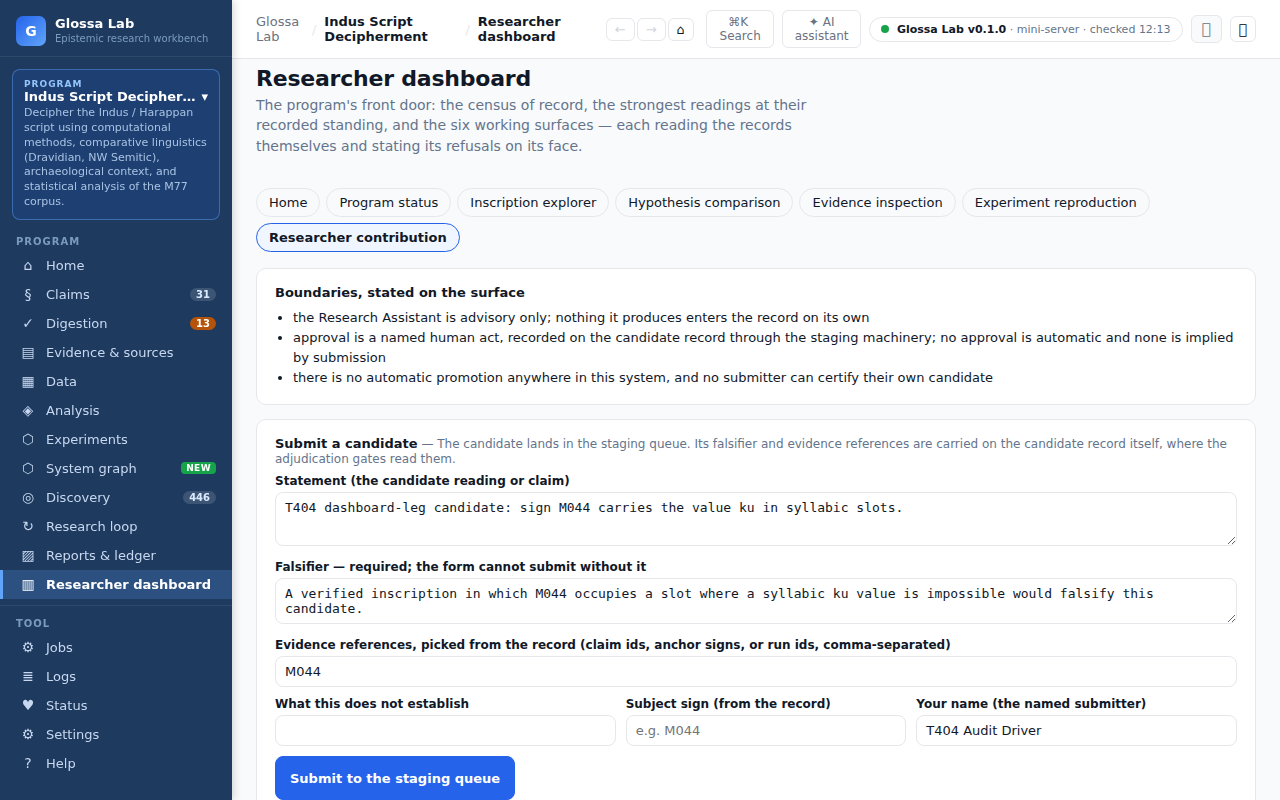 G
Glossa Lab
Epistemic research workbench
PROGRAM
Indus Script Decipher... ▾
Decipher the Indus / Harappan
script using computational
methods, comparative linguistics
(Dravidian, NW Semitic),
archaeological context, and
statistical analysis of the M77
corpus.
PROGRAM
⌂ Home
§ Claims 31
✓ Digestion 13
▤ Evidence & sources
▦ Data
◈ Analysis
⬡ Experiments
⬡ System graph NEW
◎ Discovery 446
↻ Research loop
▨ Reports & ledger
▥ Researcher dashboard
TOOL
⚙ Jobs
≣ Logs
♥ Status
⚙ Settings
? Help
Glossa Lab / Indus Script Decipherment / Researcher dashboard
← → ⌂
⌘K Search
✦ AI assistant
Glossa Lab v0.1.0 · mini-server · checked 12:13
Researcher dashboard
The program's front door: the census of record, the strongest readings at their
recorded standing, and the six working surfaces — each reading the records
themselves and stating its refusals on its face.
Home Program status Inscription explorer Hypothesis comparison Evidence inspection Experiment reproduction
Researcher contribution
Boundaries, stated on the surface
• the Research Assistant is advisory only; nothing it produces enters the record on its own
• approval is a named human act, recorded on the candidate record through the staging machinery; no approval is automatic and none is implied
by submission
• there is no automatic promotion anywhere in this system, and no submitter can certify their own candidate
Submit a candidate — The candidate lands in the staging queue. Its falsifier and evidence references are carried on the candidate record itself, where the
adjudication gates read them.
Statement (the candidate reading or claim)
T404 dashboard-leg candidate: sign M044 carries the value ku in syllabic slots.
Falsifier — required; the form cannot submit without it
A verified inscription in which M044 occupies a slot where a syllabic ku value is impossible would falsify this
candidate.
Evidence references, picked from the record (claim ids, anchor signs, or run ids, comma-separated)
M044
What this does not establish Subject sign (from the record) Your name (the named submitter)
e.g. M044 T404 Audit Driver
Submit to the staging queue